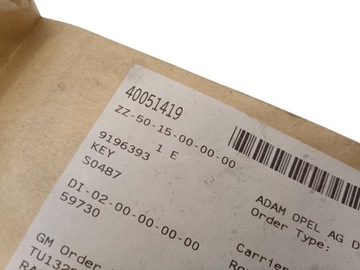 40051419
ZZ-50-15-00-00-00
9196393 1 E
KEY
S0487
DI-02-00-00-00-00
59730
ADAM OPEL AG D
Order Type:
GM Order
Carrier
TU132